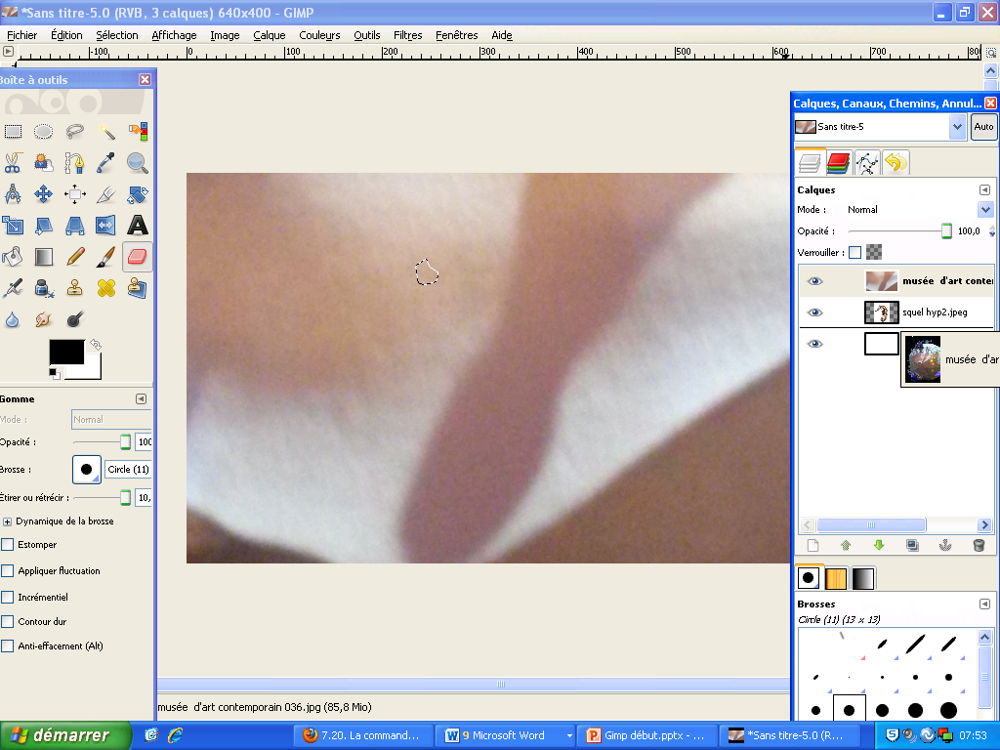 *Sans titre-5.0 (RVB, 3 calques) 640x400 – GIMP
Fichier Édition Sélection Affichage Image Calque Couleurs Outils Filtres Fenêtres Aide
-100 0 100 200 300 400 500 600 700 800
Boîte à outils
Calques, Canaux, Chemins, Annul...
Sans titre-5
Auto
Calques
Mode : Normal
Opacité : 100,0
Verrouiller :
musée d'art conter
squel hyp2.jpeg
musée d'ar
Gomme
Mode : Normal
Opacité : 100
Brosse : Circle (11)
Étirer ou rétrécir : 10,
Dynamique de la brosse
Estomper
Appliquer fluctuation
Incrémentiel
Contour dur
Anti-effacement (Alt)
Brosses
Circle (11) (13 × 13)
musée d'art contemporain 036.jpg (85,8 Mio)
démarrer
7.20. La command...
9 Microsoft Word
Gimp début.pptx - ...
*Sans titre-5.0 (R...
07:53